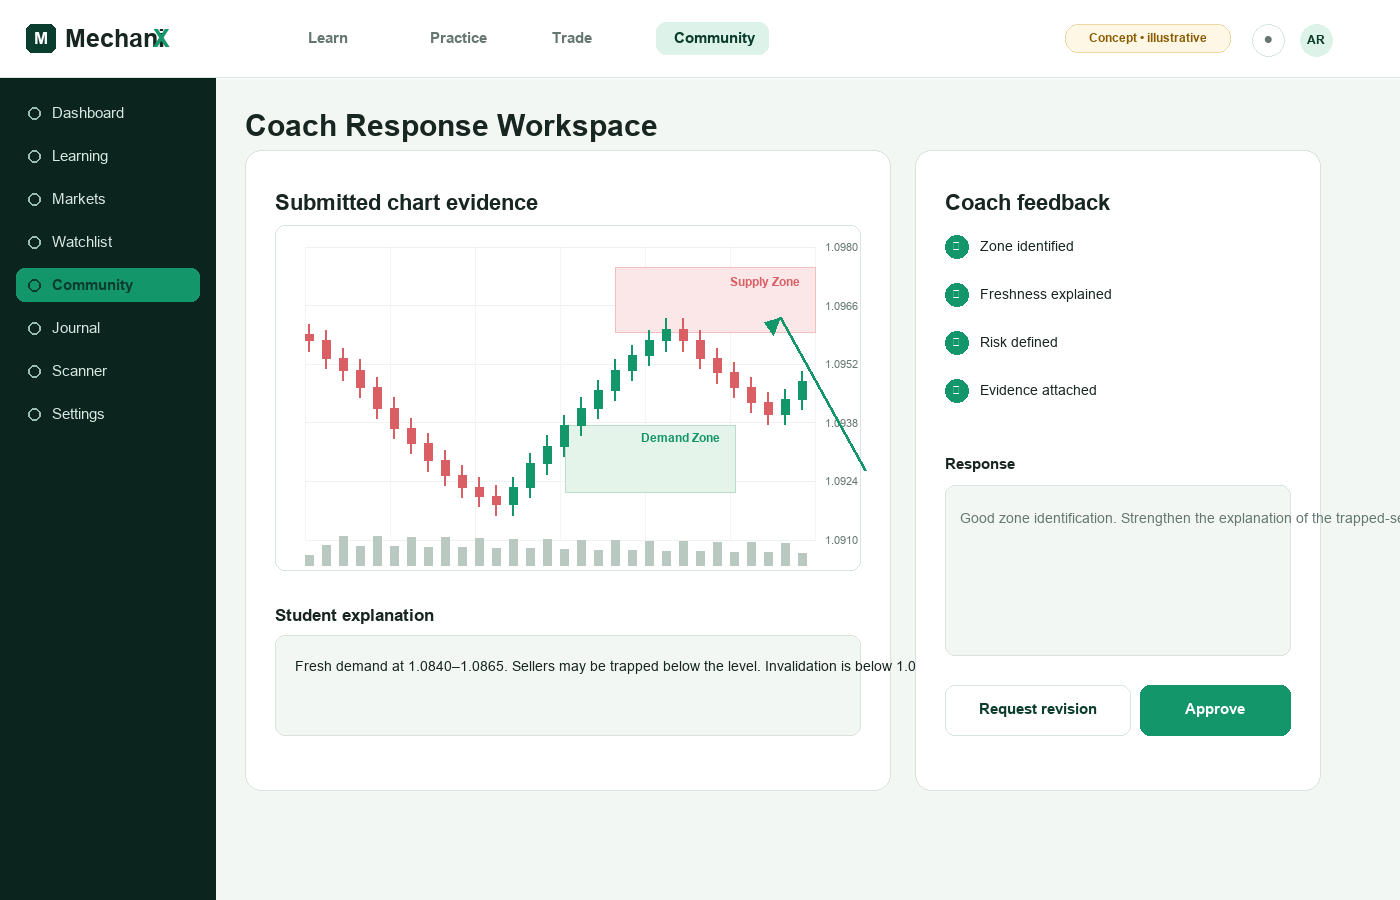 M MechaniX
Learn
Practice
Trade
Community
Concept • illustrative
AR
Dashboard
Learning
Markets
Watchlist
Community
Journal
Scanner
Settings
Coach Response Workspace
Submitted chart evidence
1.0980
Supply Zone
1.0966
1.0952
1.0938
Demand Zone
1.0924
1.0910
Student explanation
Fresh demand at 1.0840–1.0865. Sellers may be trapped below the level. Invalidation is below 1.0
Coach feedback
Zone identified
Freshness explained
Risk defined
Evidence attached
Response
Good zone identification. Strengthen the explanation of the trapped-se
Request revision
Approve